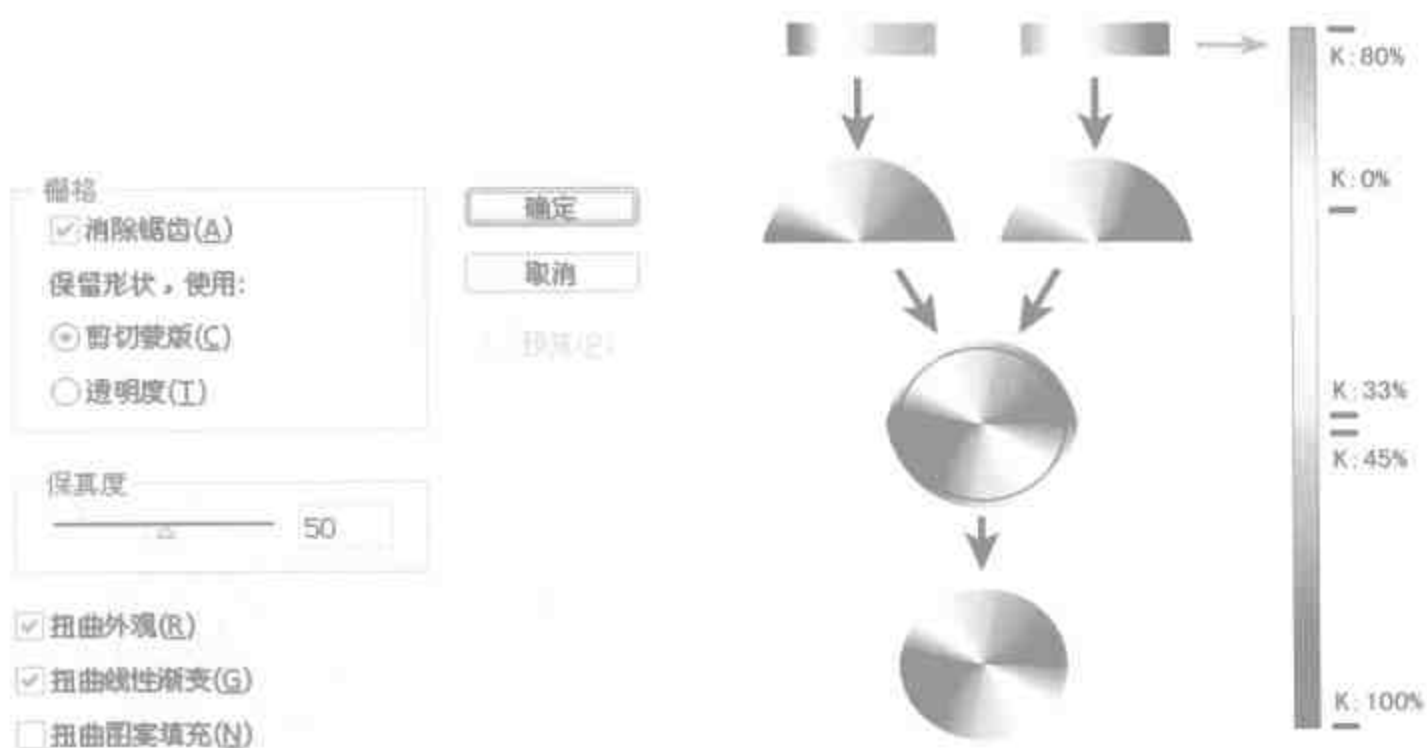 栅格
消除锯齿(A)
保留形状，使用:
剪切蒙版(C)
透明度(T)
确定
取消
保真度
50
扭曲外观(R)
扭曲线性渐变(G)
扭曲图案填充(N)
K:80%
K:0%
K:33%
K:45%
K:100%